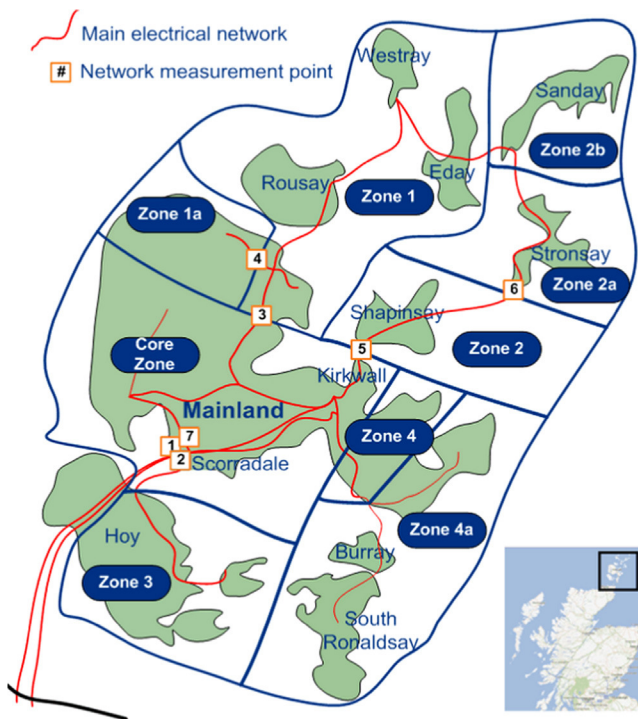 Main electrical network
# Network measurement point
Westray
Sanday
Zone 2b
Eday
Rousay
Zone 1
Zone 1a
4
Stronsay
6
Zone 2a
3
Shapinsay
Core
Zone
5
Zone 2
Kirkwall
Mainland
7
1
2
Scorradale
Zone 4
Hoy
Zone 4a
Burray
Zone 3
South
Ronaldsay